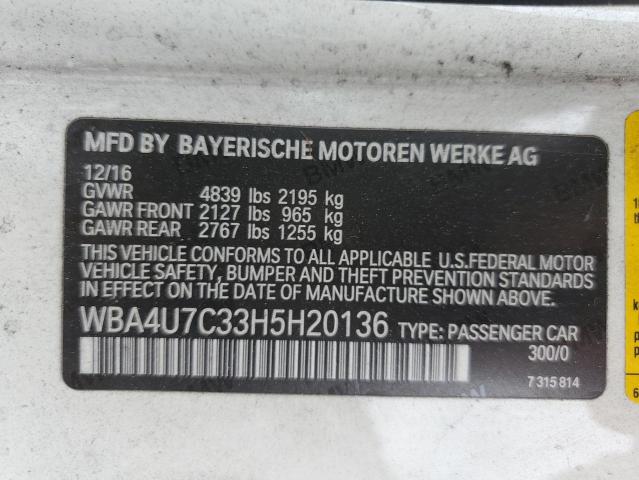 MFD BY BAYERISCHE MOTOREN WERKE AG
12/16
GVWR 4839 lbs 2195 kg
GAWR FRONT 2127 lbs 965 kg
GAWR REAR 2767 lbs 1255 kg
THIS VEHICLE CONFORMS TO ALL APPLICABLE U.S.FEDERAL MOTOR
VEHICLE SAFETY, BUMPER AND THEFT PREVENTION STANDARDS
IN EFFECT ON THE DATE OF MANUFACTURE SHOWN ABOVE.
WBA4U7C33H5H20136 TYPE: PASSENGER CAR
300/0
7 315 814